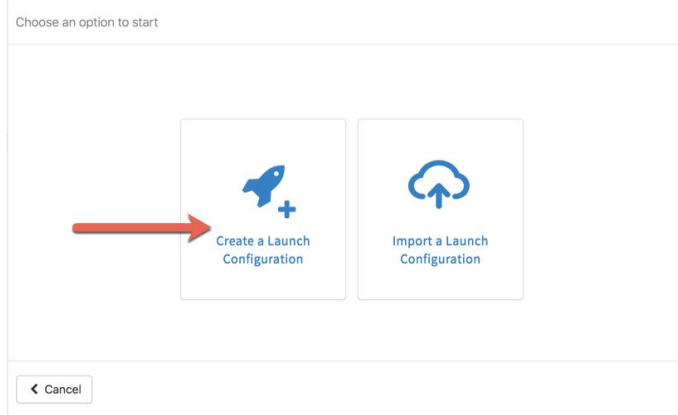 Choose an option to start
Create a Launch
Configuration
Import a Launch
Configuration
Cancel